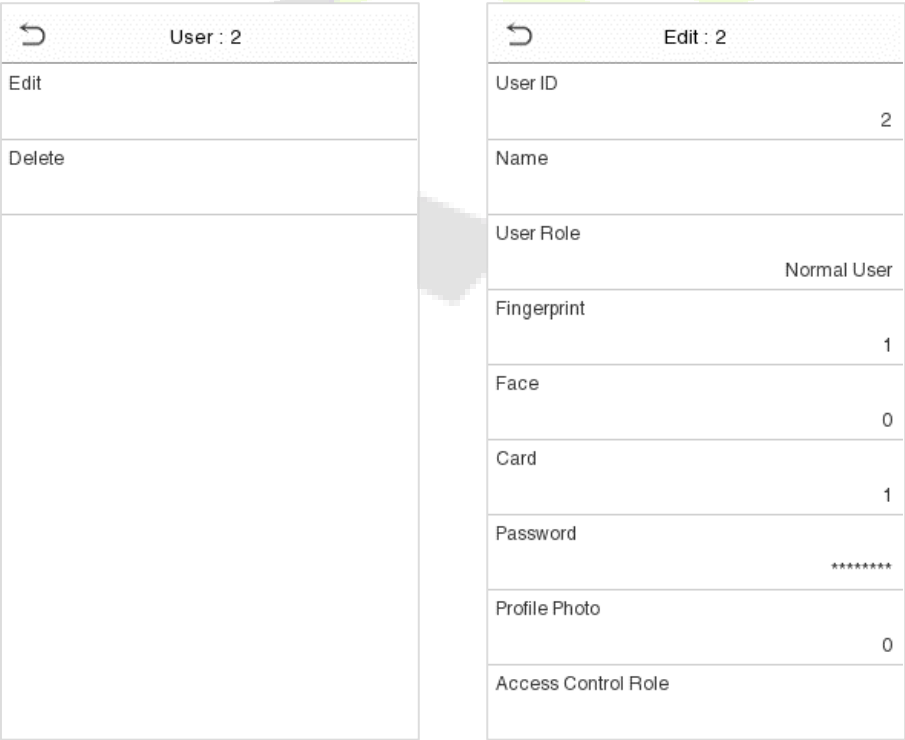 User : 2
Edit
Delete
Edit : 2
User ID
2
Name
User Role
Normal User
Fingerprint
1
Face
0
Card
1
Password
********
Profile Photo
0
Access Control Role